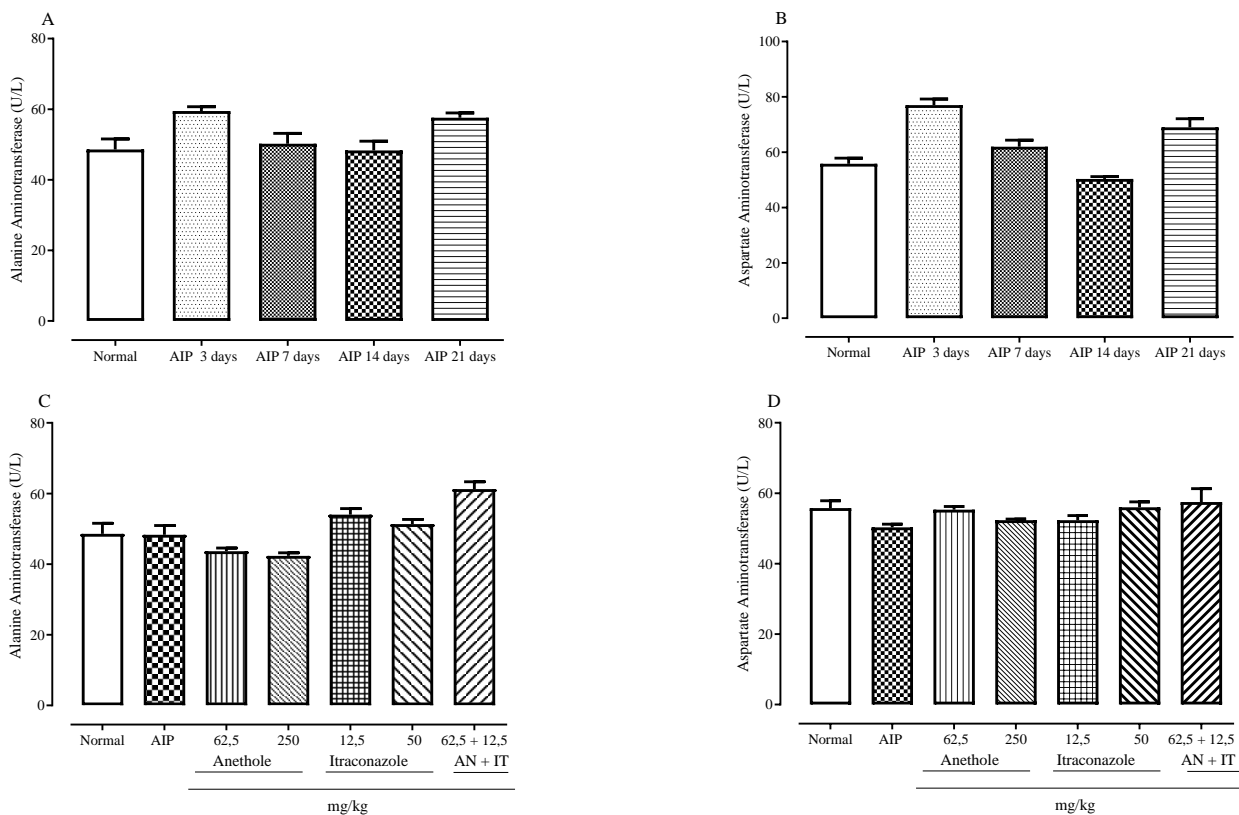 A
Alanine Aminotransferase (U/L)
80
60
40
20
0
Normal AIP 3 days AIP 7 days AIP 14 days AIP 21 days
B
Aspartate Aminotransferase (U/L)
100
80
60
40
20
0
Normal AIP 3 days AIP 7 days AIP 14 days AIP 21 days
C
Alanine Aminotransferase (U/L)
80
60
40
20
0
Normal AIP 62,5 250 12,5 50 62,5 + 12,5
Anethole Itraconazole AN + IT
mg/kg
D
Aspartate Aminotransferase (U/L)
80
60
40
20
0
Normal AIP 62,5 250 12,5 50 62,5 + 12,5
Anethole Itraconazole AN + IT
mg/kg